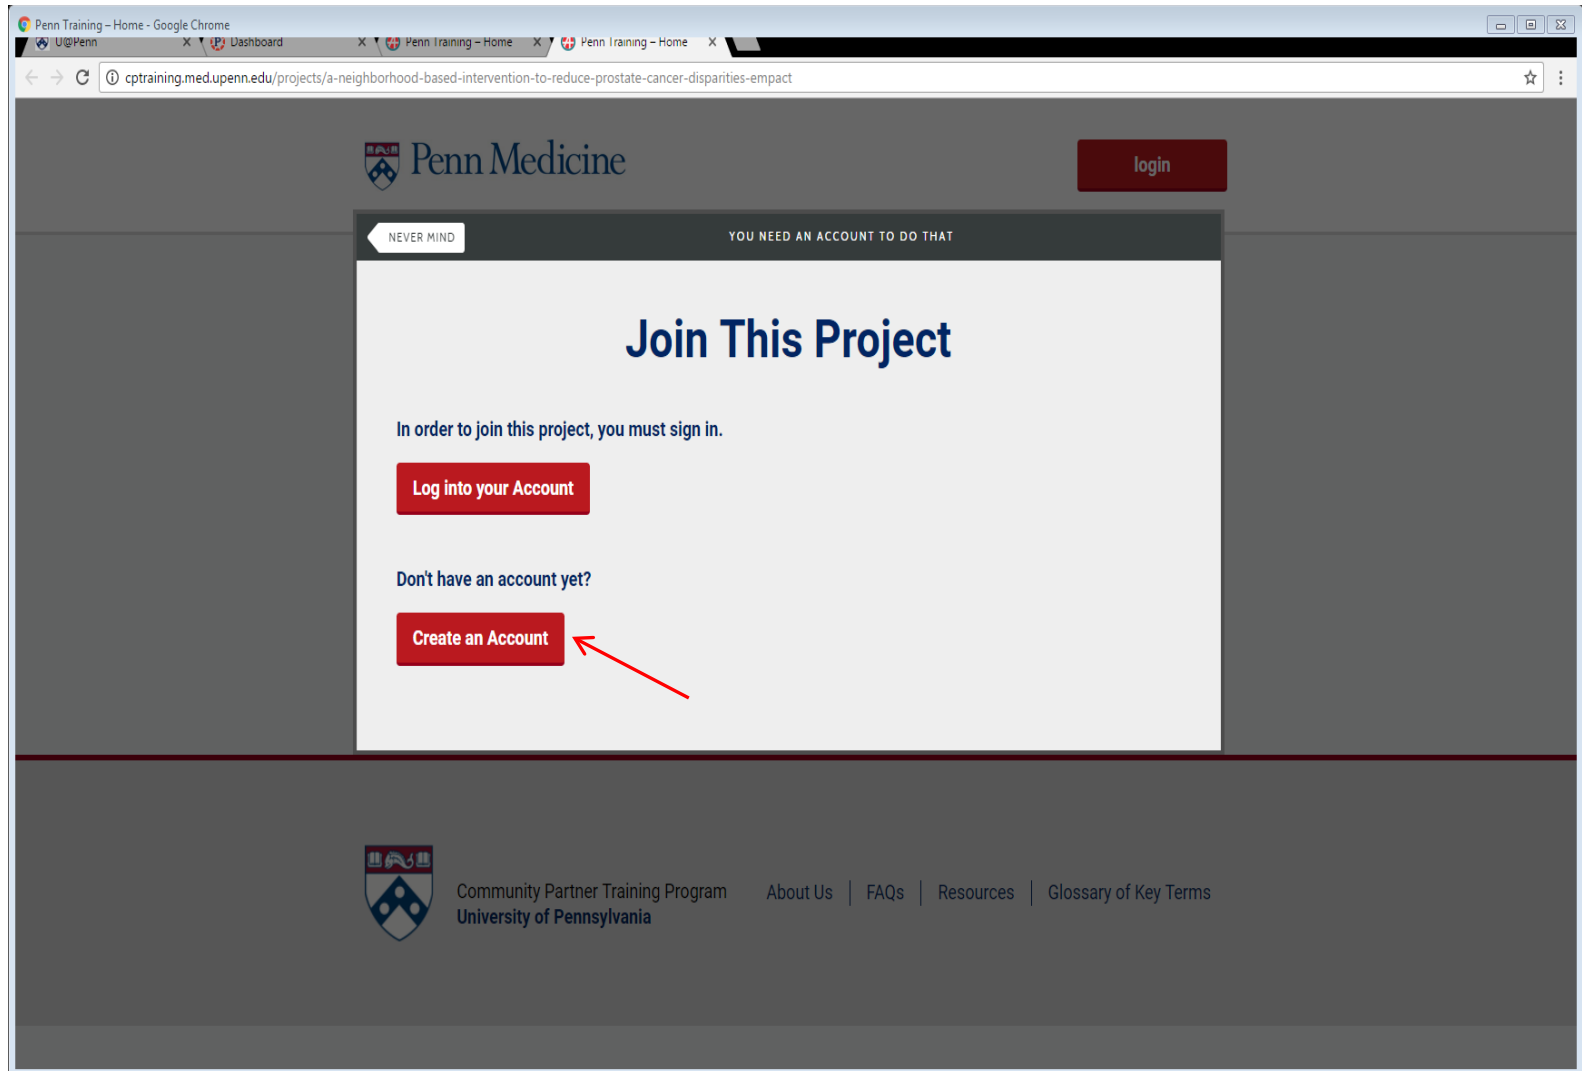 Penn Training – Home - Google Chrome
U@Penn
Dashboard
Penn Training – Home
Penn Training – Home
cptraining.med.upenn.edu/projects/a-neighborhood-based-intervention-to-reduce-prostate-cancer-disparities-empact
Penn Medicine
login
NEVER MIND
YOU NEED AN ACCOUNT TO DO THAT
Join This Project
In order to join this project, you must sign in.
Log into your Account
Don't have an account yet?
Create an Account
Community Partner Training Program
University of Pennsylvania
About Us | FAQs | Resources | Glossary of Key Terms